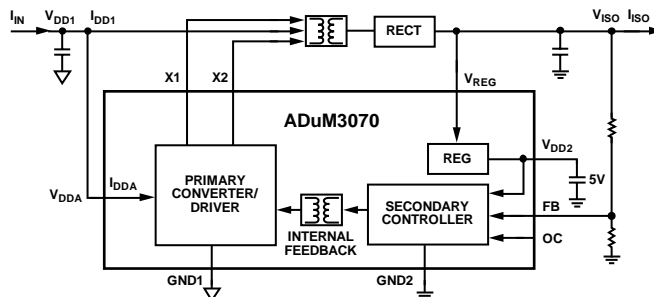 I_IN V_DD1 I_DD1 V_ISO I_ISO
RECT
X1 X2 V_REG
ADuM3070
REG V_DD2
5V
V_DDA I_DDA
PRIMARY
CONVERTER/
DRIVER
INTERNAL
FEEDBACK
SECONDARY
CONTROLLER
FB
OC
GND1 GND2